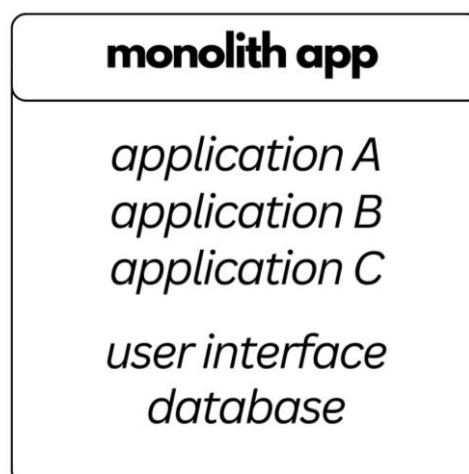 monolith app
application A
application B
application C
user interface
database